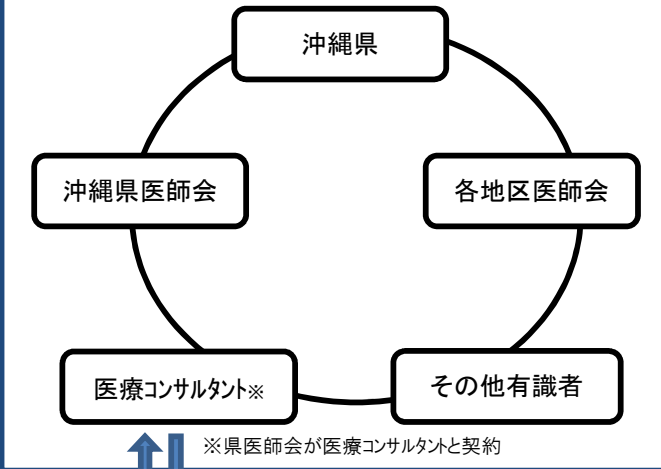 沖縄県
沖縄県医師会
各地区医師会
医療コンサルタント※
その他有識者
※県医師会が医療コンサルタントと契約